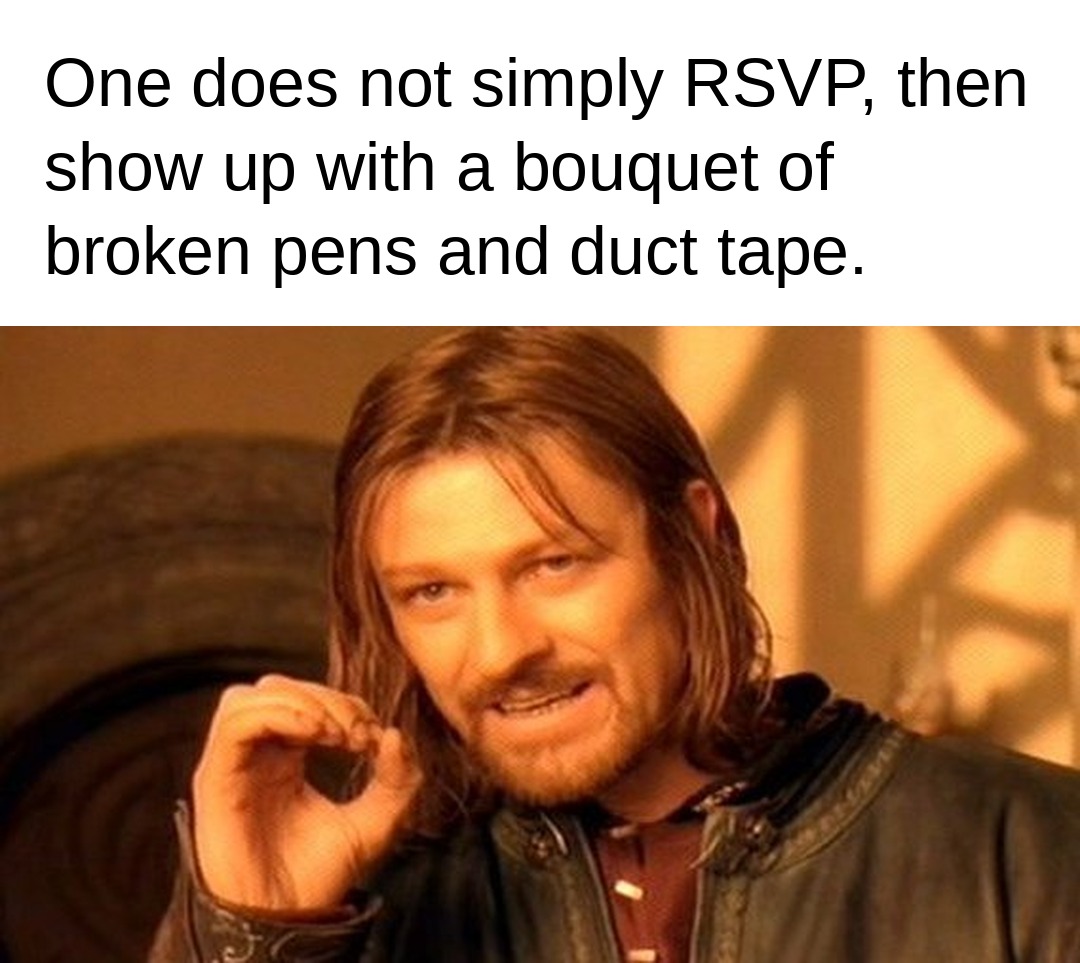 One does not simply RSVP, then
show up with a bouquet of
broken pens and duct tape.